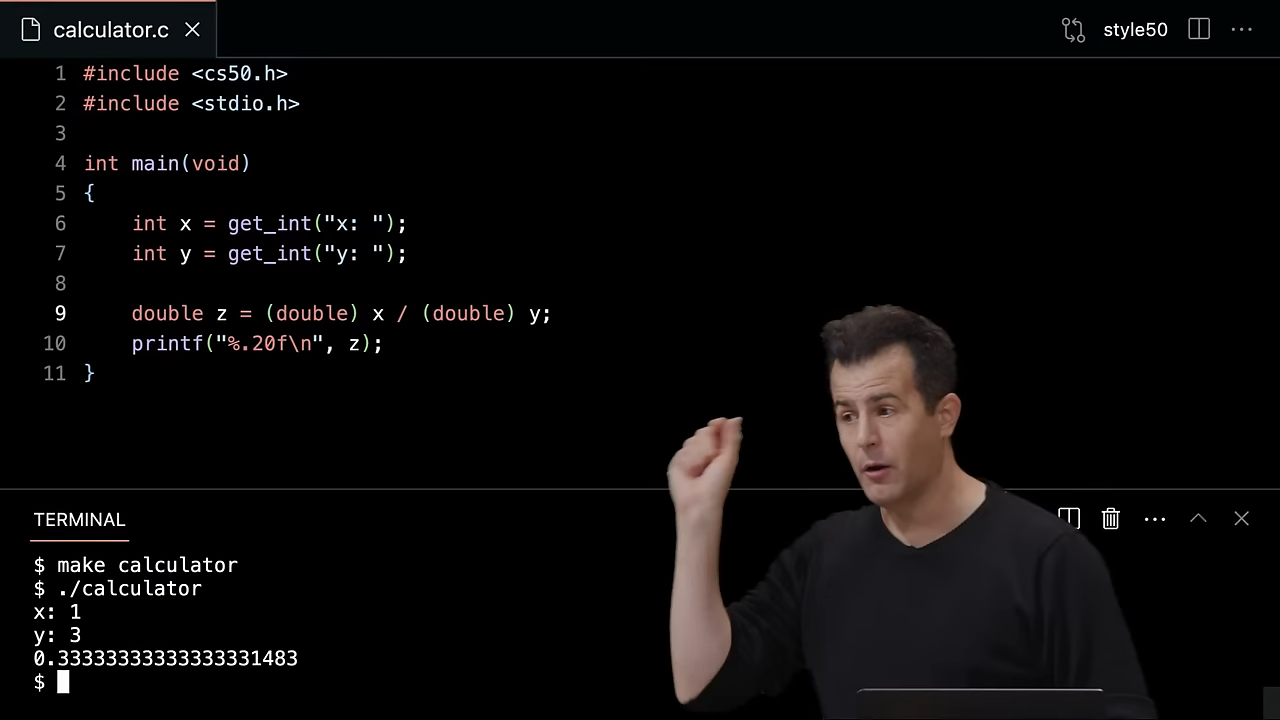 calculator.c
style50
1 #include <cs50.h>
2 #include <stdio.h>
3
4 int main(void)
5 {
6     int x = get_int("x: ");
7     int y = get_int("y: ");
8
9     double z = (double) x / (double) y;
10     printf("%.20f\n", z);
11 }
TERMINAL
$ make calculator
$ ./calculator
x: 1
y: 3
0.33333333333333331483
$